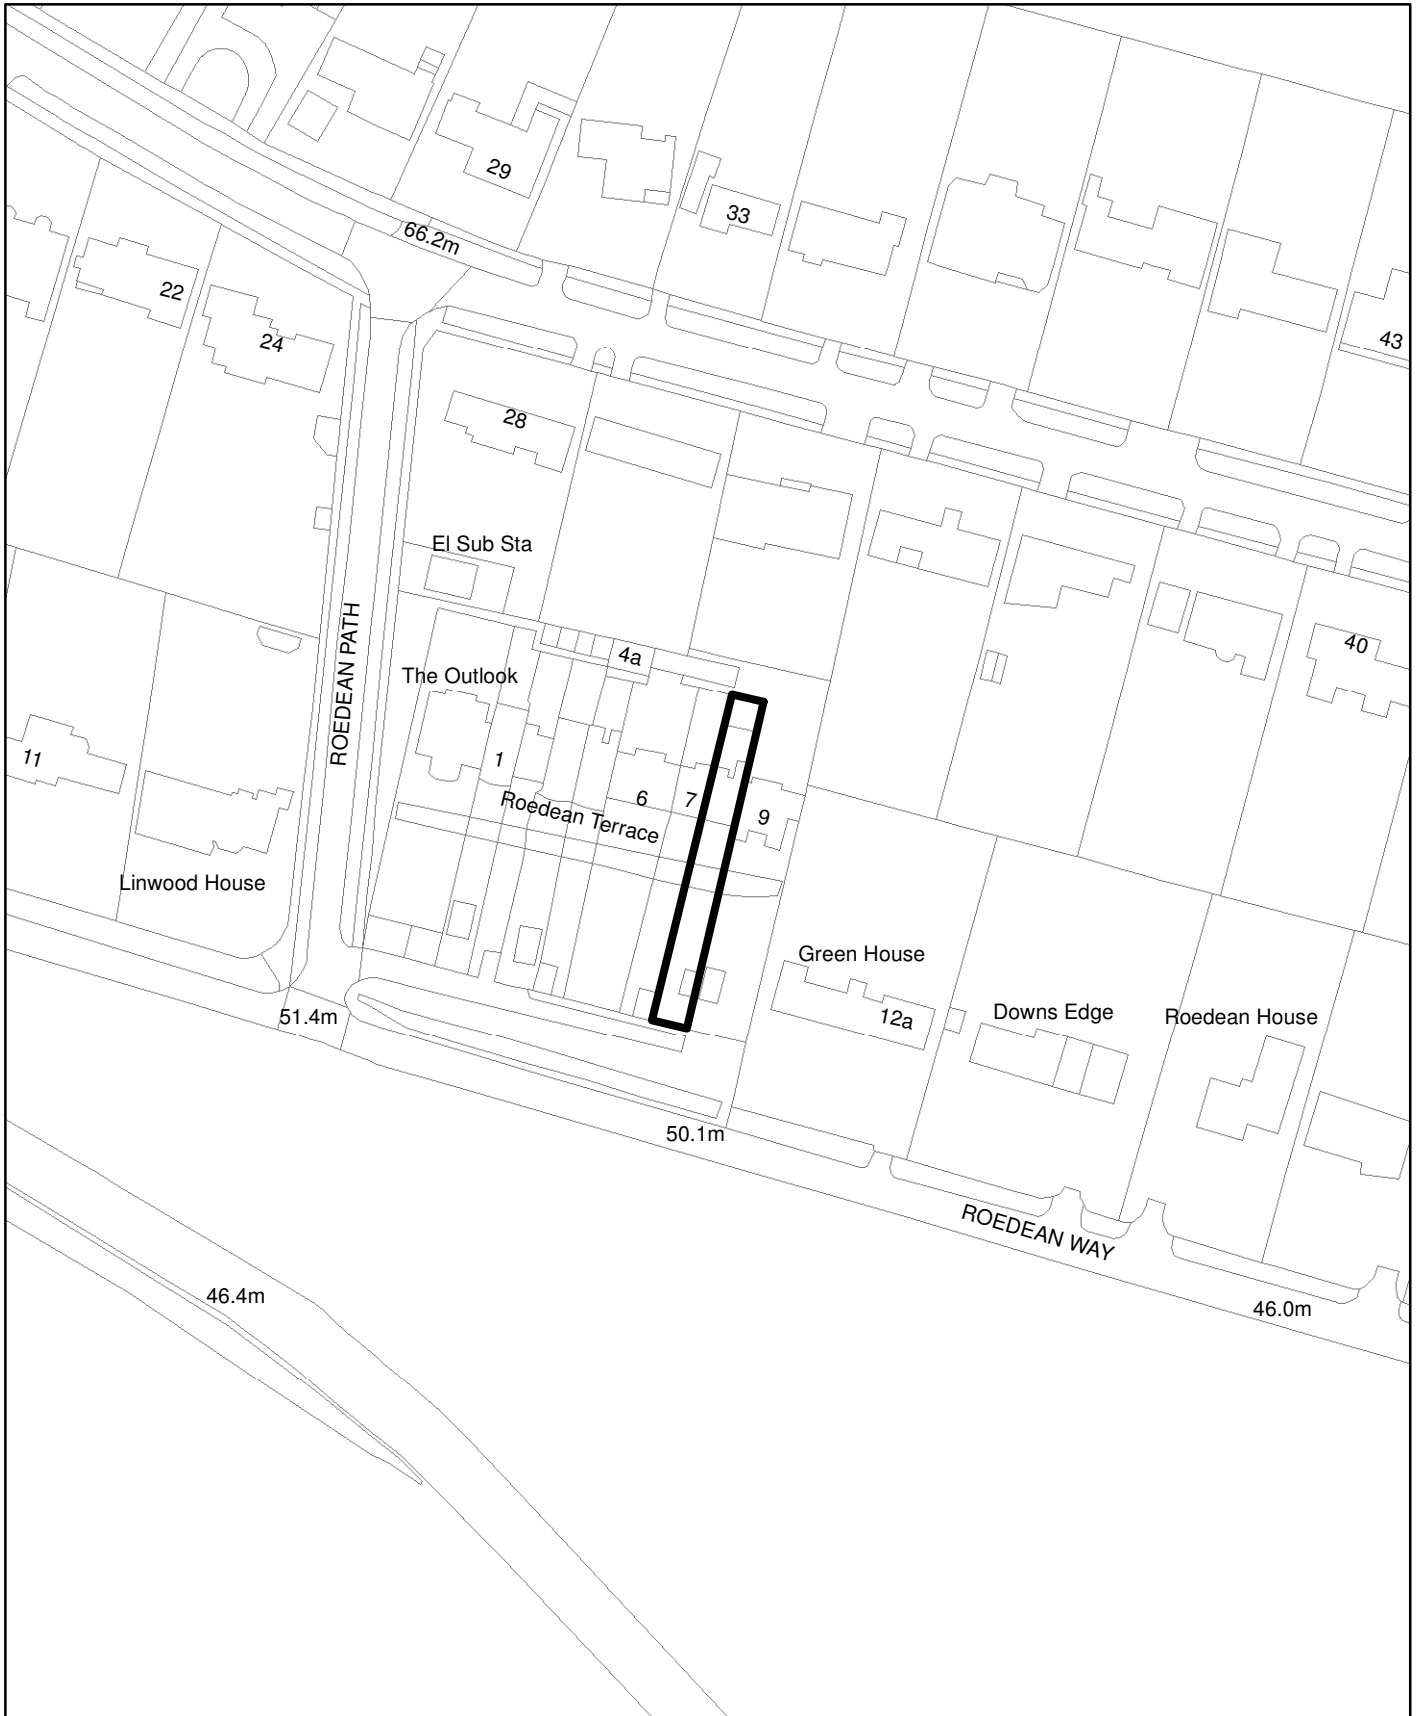 29
33
66.2m
22
24
43
28
El Sub Sta
40
4a
The Outlook
ROEDEAN PATH
11
1
6
7
9
Roedean Terrace
Linwood House
Green House
12a
Downs Edge
Roedean House
51.4m
50.1m
ROEDEAN WAY
46.4m
46.0m